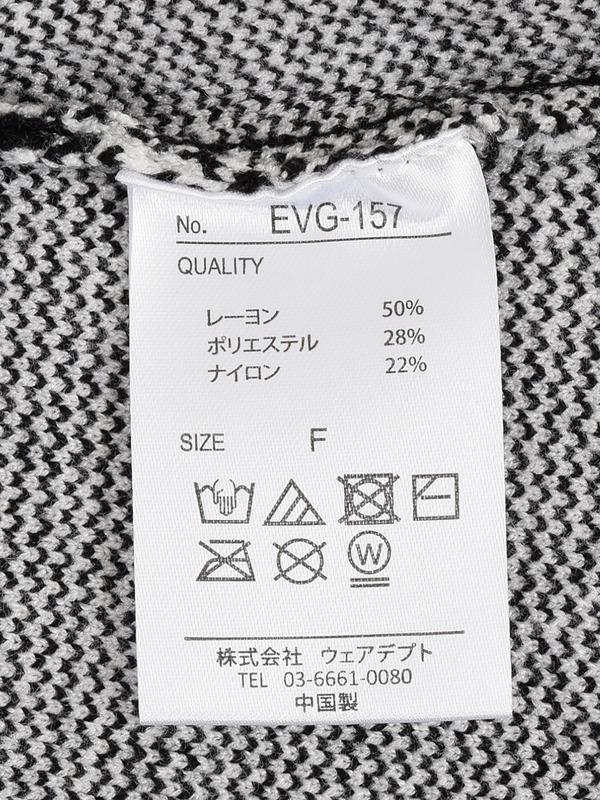 No. EVG-157
QUALITY
レーヨン 50%
ポリエステル 28%
ナイロン 22%
SIZE F
W
株式会社 ウェアデプト
TEL 03-6661-0080
中国製